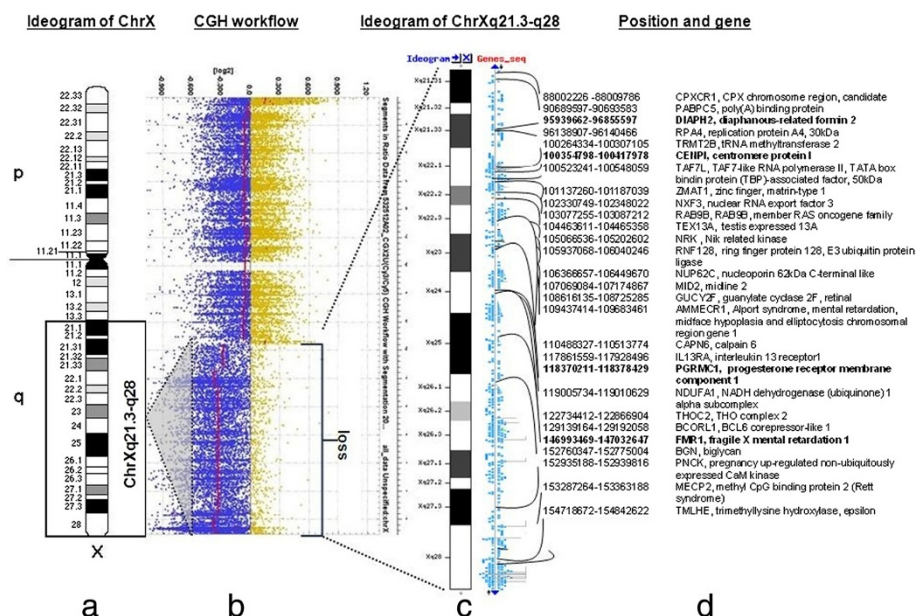 Ideogram of ChrX
CGH workflow
Ideogram of ChrXq21.3-q28
Position and gene
[log2]
0.0
0.300
0.600
1.20
Ideogram
X
Genes_seq
p
q
22.33
22.32
22.31
22.2
22.13
22.12
22.11
21.3
21.2
21.1
11.4
11.3
11.23
11.22
11.21
11.1
11.1
11.2
12
13.1
13.2
13.3
21.1
21.2
21.31
21.32
21.33
22.1
22.2
22.3
23
24
25
26.1
26.2
26.3
27.1
27.2
27.3
28
X
ChrXq21.3-q28
loss
Xq21.31
Xq21.32
Xq21.33
Xq22.1
Xq22.2
Xq22.3
Xq23
Xq24
Xq25
Xq26.1
Xq26.2
Xq26.3
Xq27.1
Xq27.2
Xq27.3
Xq28
88002226 -88009786 CPXCR1, CPX chromosome region, candidate
90689597-90693583 PABPC5, poly(A) binding protein
95939662-96855597 DIAPH2, diaphanous-related formin 2
96138907-96140466 RPA4, replication protein A4, 30kDa
100264334-100307105 TRMT2B, tRNA methyltransferase 2
100354798-100417978 CENPI, centromere protein I
100523241-100548059 TAF7L, TAF7-like RNA polymerase II, TATA box
bindin protein (TBP)-associated factor, 50kDa
101137260-101187039 ZMAT1, zinc finger, matrin-type 1
102330749-102348022 NXF3, nuclear RNA export factor 3
103077255-103087212 RAB9B, RAB9B, member RAS oncogene family
104463611-104465358 TEX13A, testis expressed 13A
105066536-105202602 NRK, Nik related kinase
105937068-106040246 RNF128, ring finger protein 128, E3 ubiquitin protein
ligase
106366657-106449670 NUP62C, nucleoporin 62kDa C-terminal like
107069084-107174867 MID2, midline 2
108616135-108725285 GUCY2F, guanylate cyclase 2F, retinal
109437414-109683461 AMMECR1, Alport syndrome, mental retardation,
midface hypoplasia and elliptocytosis chromosomal
region gene 1
110488327-110513774 CAPN6, calpain 6
117861559-117928496 IL13RA, interleukin 13 receptor1
118370211-118378429 PGRMC1, progesterone receptor membrane
component 1
119005734-119010629 NDUFA1, NADH dehydrogenase (ubiquinone) 1
alpha subcomplex
122734412-122866904 THOC2, THO complex 2
129139164-129192058 BCORL1, BCL6 corepressor-like 1
146993469-147032647 FMR1, fragile X mental retardation 1
152760347-152775004 BGN, biglycan
152935188-152939816 PNCK, pregnancy up-regulated non-ubiquitously
expressed CaM kinase
153287264-153363188 MECP2, methyl CpG binding protein 2 (Rett
syndrome)
154718672-154842622 TMLHE, trimethyllysine hydroxylase, epsilon
a
b
c
d